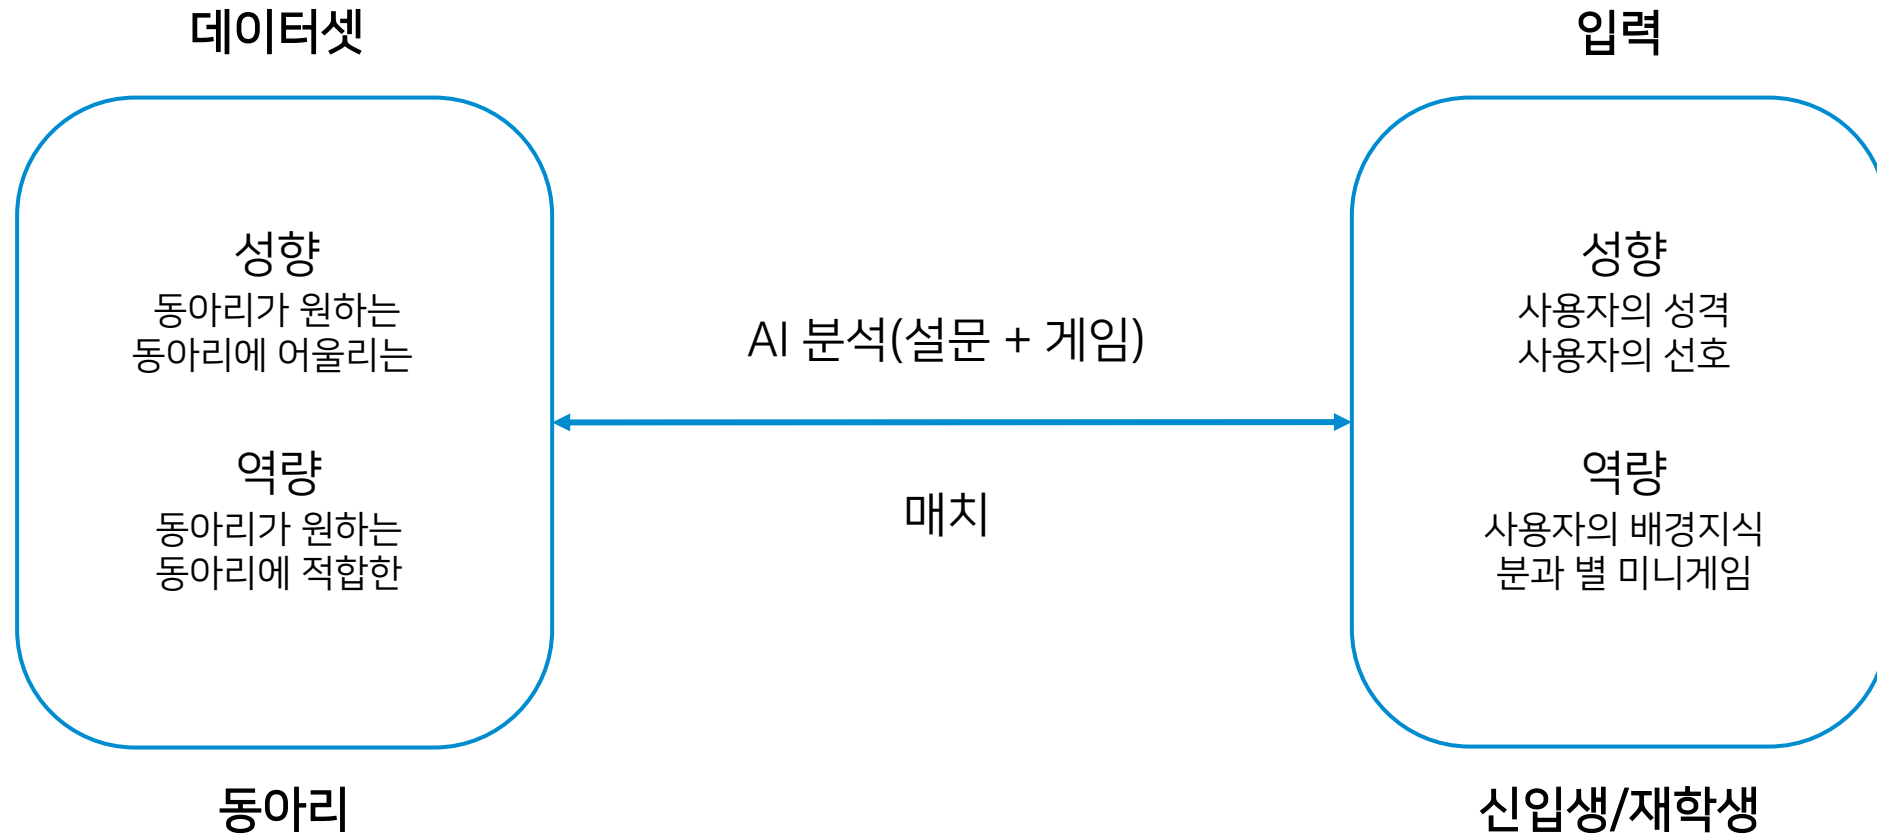 데이터셋
입력
성향
동아리가 원하는
동아리에 어울리는
역량
동아리가 원하는
동아리에 적합한
AI 분석(설문 + 게임)
매치
성향
사용자의 성격
사용자의 선호
역량
사용자의 배경지식
분과 별 미니게임
동아리
신입생/재학생